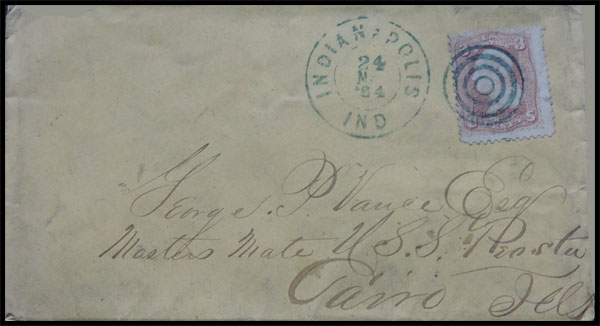 INDIANAPOLIS
24
'64
IND
George. P. Vance Esq
Masters Mate U.S.S.
Cairo Ills